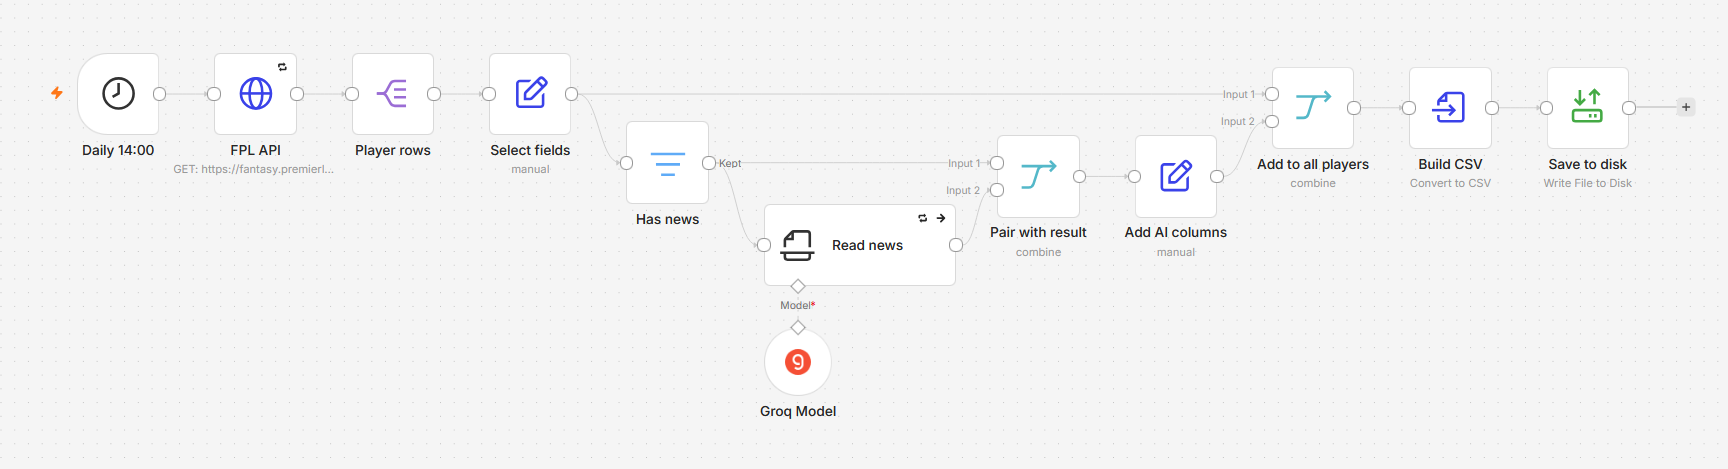 Daily 14:00
FPL API
GET: https://fantasy.premierl...
Player rows
Select fields
manual
Has news
Kept
Read news
Model*
Groq Model
Input 1
Input 2
Pair with result
combine
Add AI columns
manual
Input 1
Input 2
Add to all players
combine
Build CSV
Convert to CSV
Save to disk
Write File to Disk